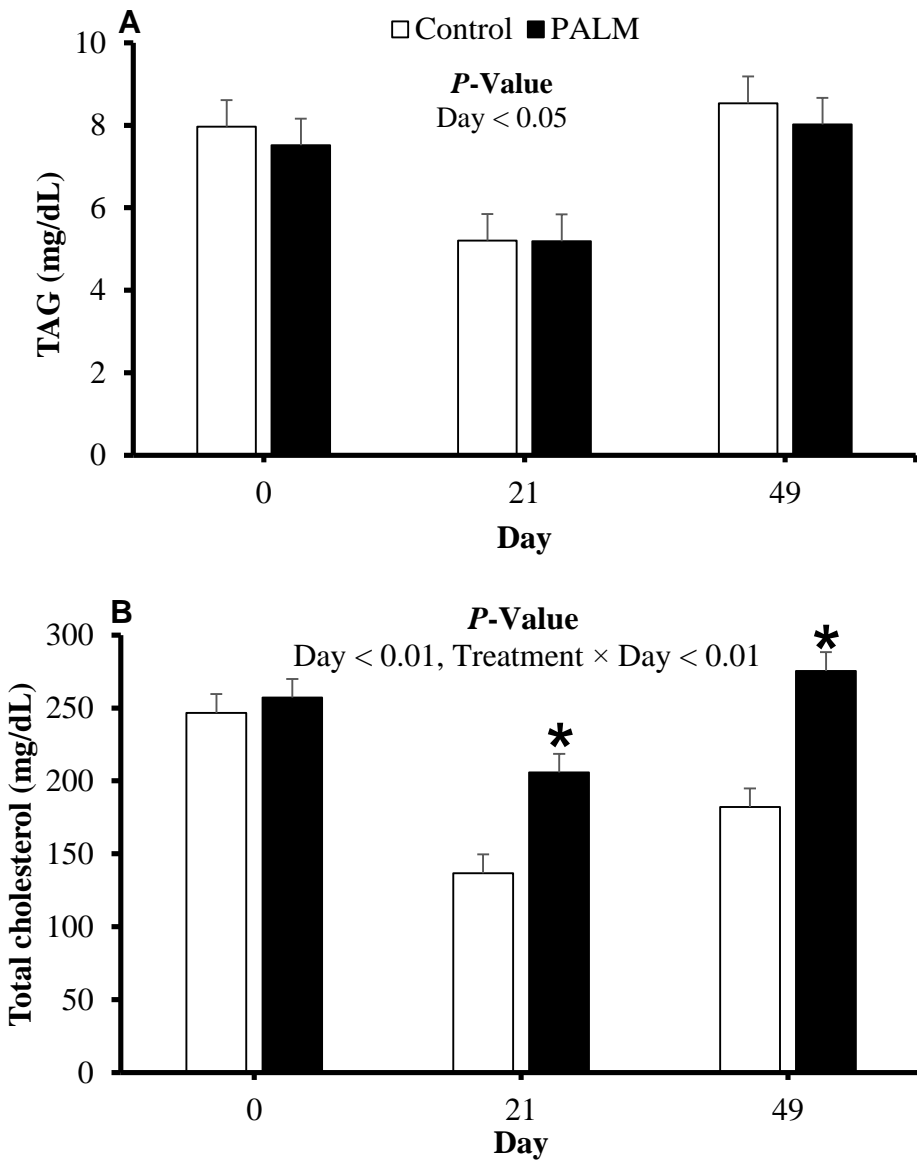 A
Control PALM
P-Value
Day < 0.05
10
8
6
4
2
0
TAG (mg/dL)
0 21 49
Day
B
P-Value
Day < 0.01, Treatment × Day < 0.01
300
250
200
150
100
50
0
Total cholesterol (mg/dL)
*
*
0 21 49
Day